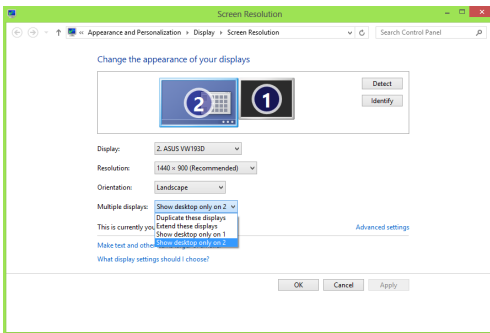 Screen Resolution
« Appearance and Personalization Display Screen Resolution
Search Control Panel
Change the appearance of your displays
2
1
Detect
Identify
Display: 2. ASUS VW193D
Resolution: 1440 × 900 (Recommended)
Orientation: Landscape
Multiple displays: Show desktop only on 2
Duplicate these displays
This is currently you Extend these displays Advanced settings
Show desktop only on 1
Make text and othe Show desktop only on 2
What display settings should I choose?
OK Cancel Apply